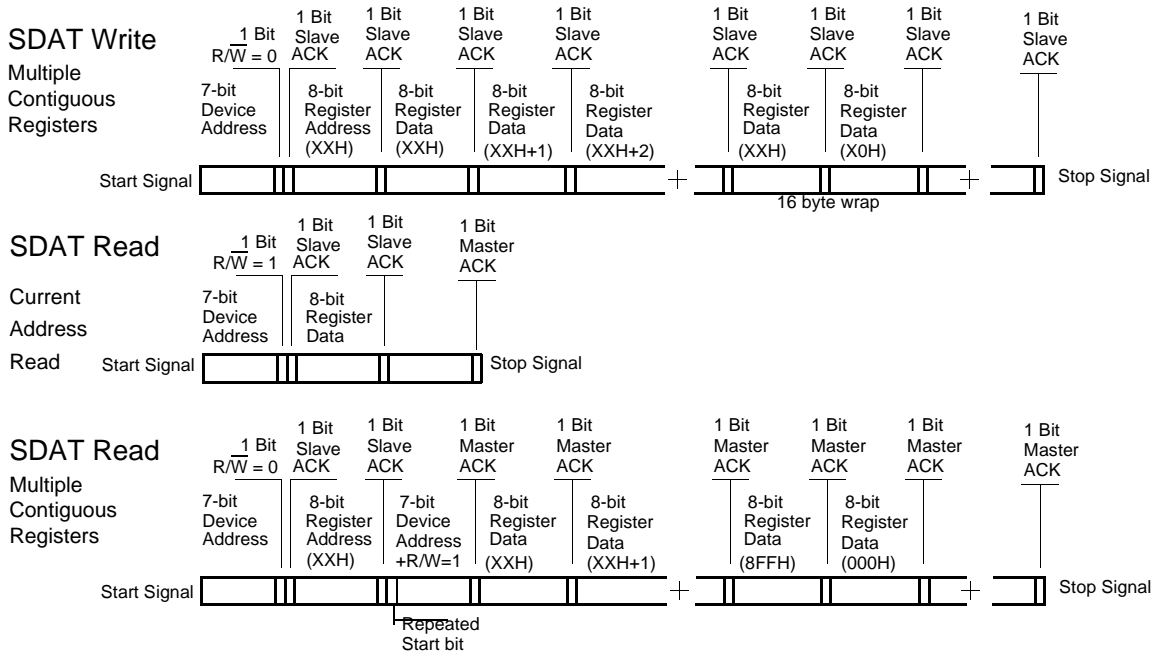 SDAT Write
Multiple
Contiguous
Registers
1 Bit
R/W = 0
1 Bit
Slave
ACK
1 Bit
Slave
ACK
1 Bit
Slave
ACK
1 Bit
Slave
ACK
1 Bit
Slave
ACK
1 Bit
Slave
ACK
1 Bit
Slave
ACK
1 Bit
Slave
ACK
7-bit
Device
Address
8-bit
Register
Address
(XXH)
8-bit
Register
Data
(XXH)
8-bit
Register
Data
(XXH+1)
8-bit
Register
Data
(XXH+2)
8-bit
Register
Data
(XXH)
8-bit
Register
Data
(X0H)
Start Signal
+
+
Stop Signal
16 byte wrap
SDAT Read
Current
Address
Read
1 Bit
R/W = 1
1 Bit
Slave
ACK
1 Bit
Slave
ACK
1 Bit
Master
ACK
7-bit
Device
Address
8-bit
Register
Data
Start Signal
Stop Signal
SDAT Read
Multiple
Contiguous
Registers
1 Bit
R/W = 0
1 Bit
Slave
ACK
1 Bit
Slave
ACK
1 Bit
Master
ACK
1 Bit
Master
ACK
1 Bit
Master
ACK
1 Bit
Master
ACK
1 Bit
Master
ACK
1 Bit
Master
ACK
7-bit
Device
Address
8-bit
Register
Address
(XXH)
7-bit
Device
Address
+R/W=1
8-bit
Register
Data
(XXH)
8-bit
Register
Data
(XXH+1)
8-bit
Register
Data
(8FFH)
8-bit
Register
Data
(000H)
Start Signal
+
+
Stop Signal
Repeated
Start bit